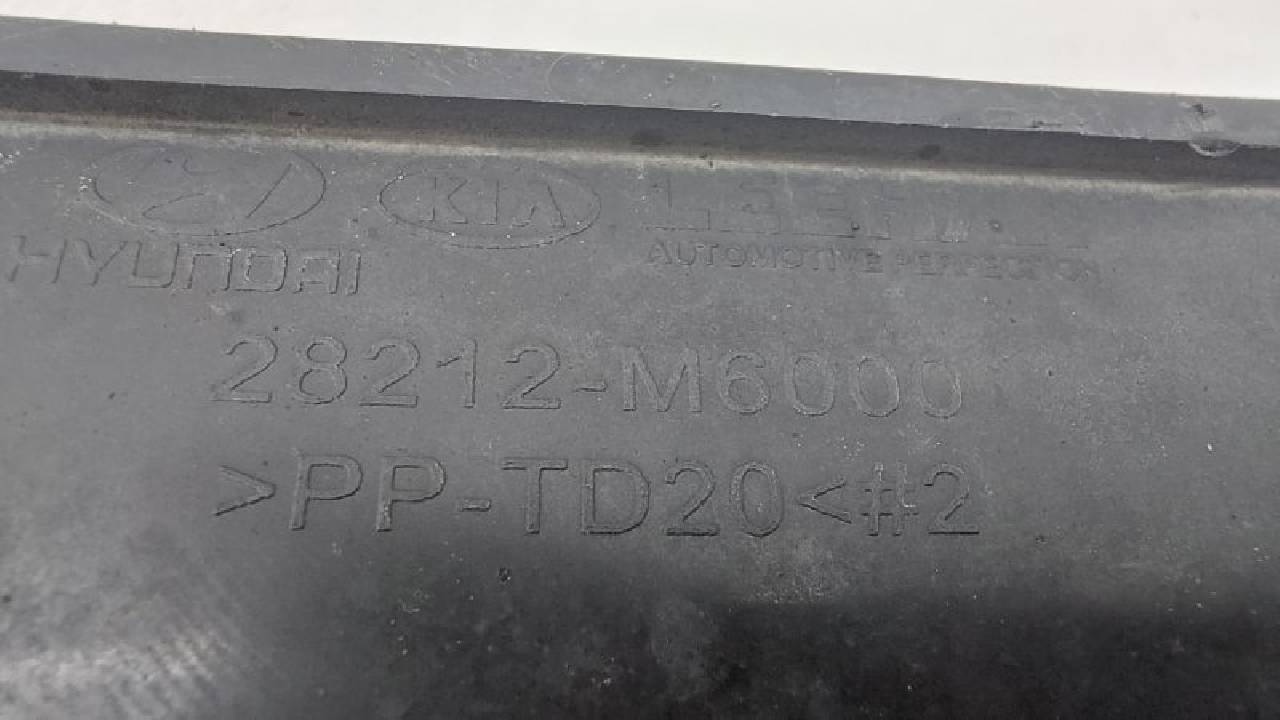 KIA
HYUNDAI
AUTOMOTIVE PERFECTION
28212-M6000
>PP-TD20<#2